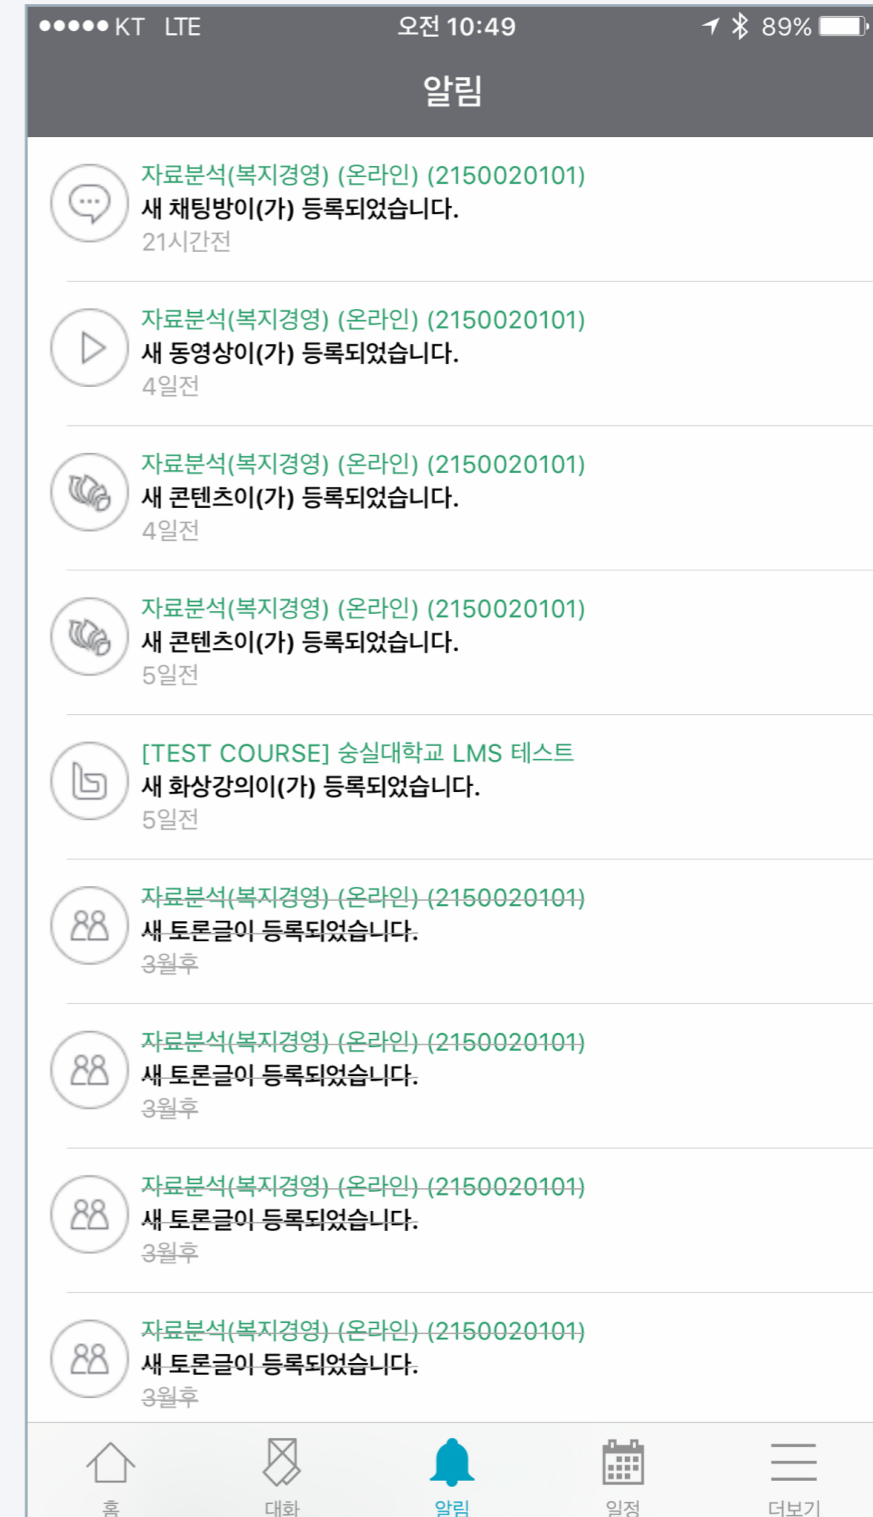 KT LTE 오전 10:49 89%
알림
자료분석(복지경영) (온라인) (2150020101)
새 채팅방이(가) 등록되었습니다.
21시간전
자료분석(복지경영) (온라인) (2150020101)
새 동영상이(가) 등록되었습니다.
4일전
자료분석(복지경영) (온라인) (2150020101)
새 콘텐츠이(가) 등록되었습니다.
4일전
자료분석(복지경영) (온라인) (2150020101)
새 콘텐츠이(가) 등록되었습니다.
5일전
[TEST COURSE] 숭실대학교 LMS 테스트
새 화상강의이(가) 등록되었습니다.
5일전
자료분석(복지경영) (온라인) (2150020101)
새 토론글이 등록되었습니다.
3월후
자료분석(복지경영) (온라인) (2150020101)
새 토론글이 등록되었습니다.
3월후
자료분석(복지경영) (온라인) (2150020101)
새 토론글이 등록되었습니다.
3월후
자료분석(복지경영) (온라인) (2150020101)
새 토론글이 등록되었습니다.
3월후
홈 대화 알림 일정 더보기